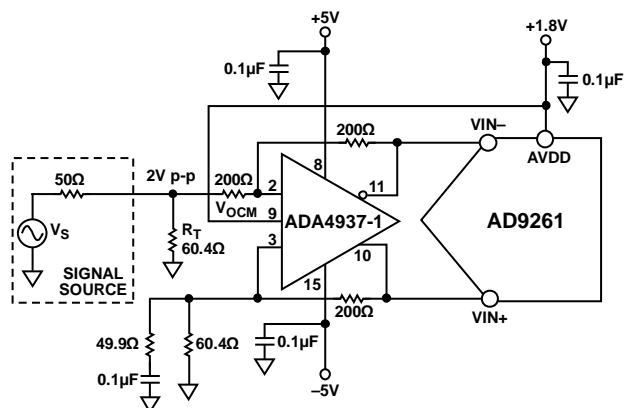 +5V
+1.8V
0.1µF
0.1µF
VIN–
200Ω
50Ω
2V p-p
200Ω
8
11
AVDD
2
VOCM
9
ADA4937-1
AD9261
VS
RT
60.4Ω
3
10
SIGNAL
SOURCE
15
200Ω
VIN+
49.9Ω
60.4Ω
0.1µF
0.1µF
–5V